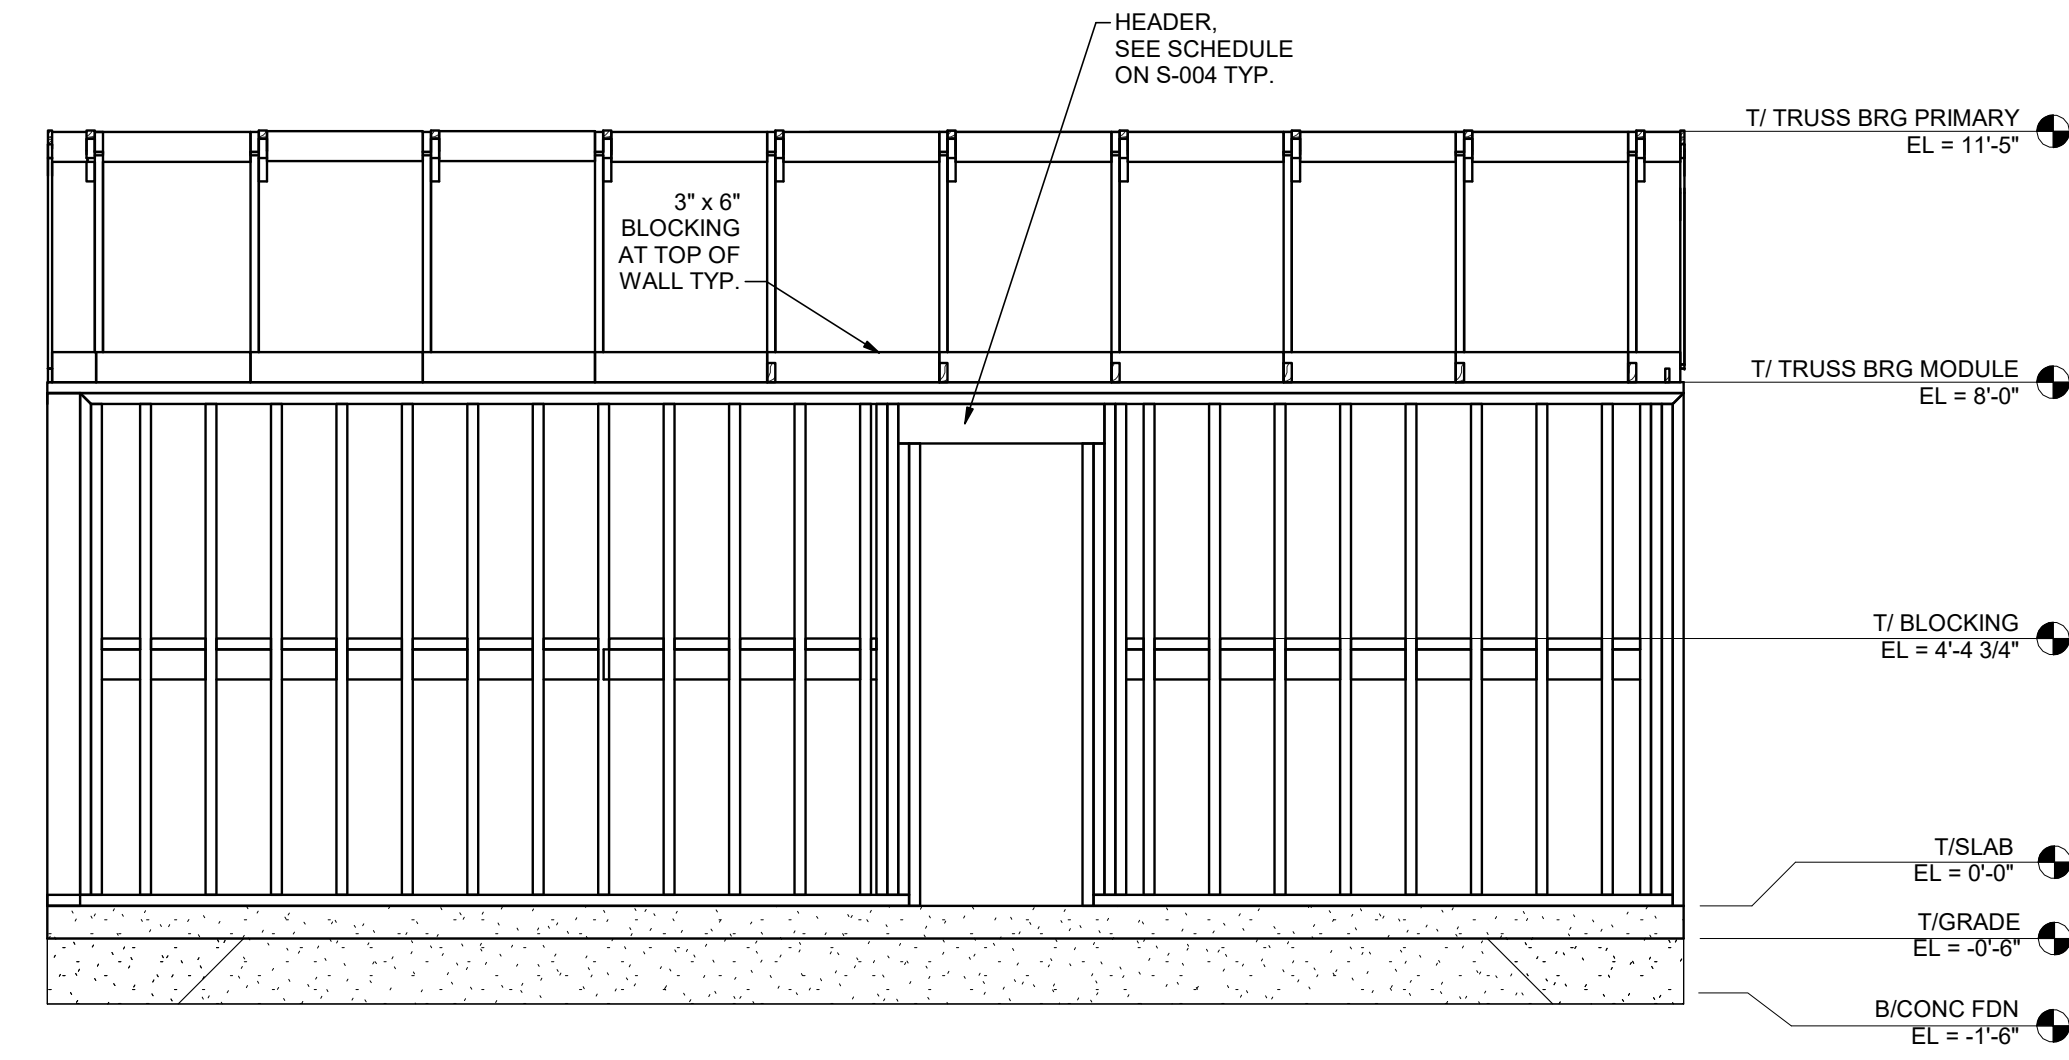 HEADER,
SEE SCHEDULE
ON S-004 TYP.
T/ TRUSS BRG PRIMARY
EL = 11'-5"
3" x 6"
BLOCKING
AT TOP OF
WALL TYP.
T/ TRUSS BRG MODULE
EL = 8'-0"
T/ BLOCKING
EL = 4'-4 3/4"
T/SLAB
EL = 0'-0"
T/GRADE
EL = -0'-6"
B/CONC FDN
EL = -1'-6"